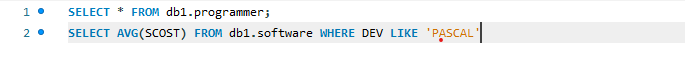 1 SELECT * FROM db1.programmer;
2 SELECT AVG(SCOST) FROM db1.software WHERE DEV LIKE 'PASCAL'